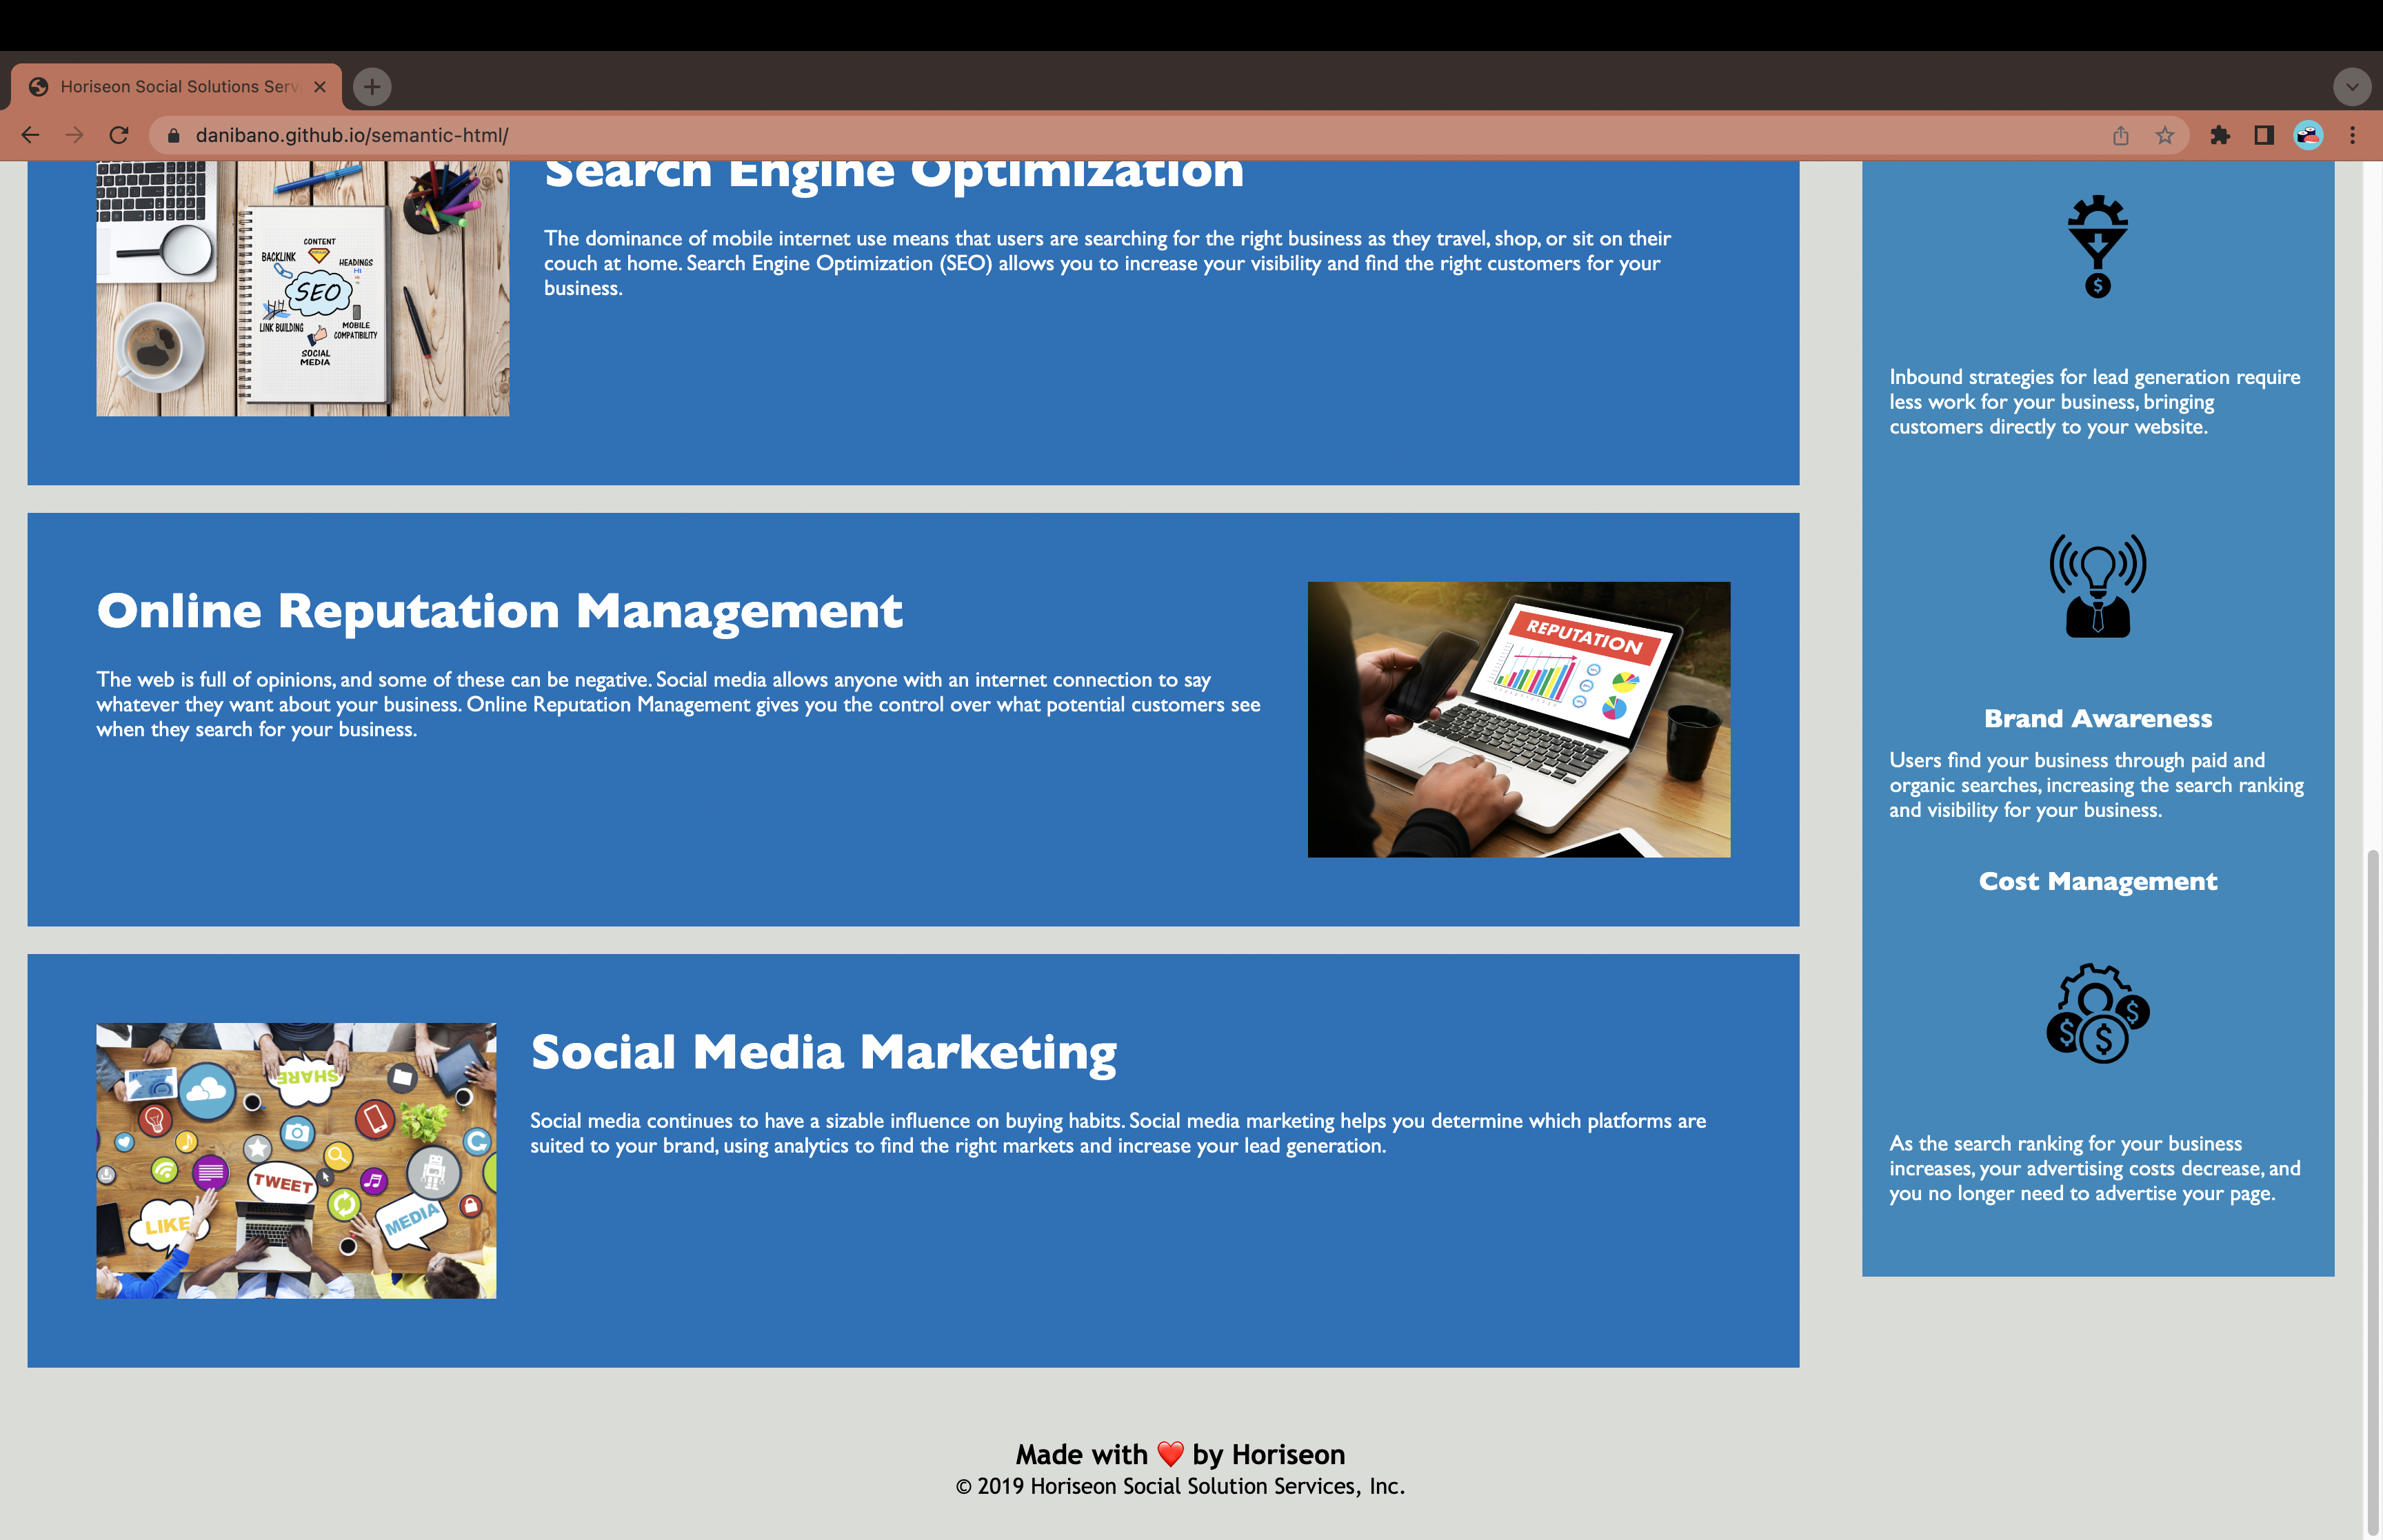 Horiseon Social Solutions Serv
danibano.github.io/semantic-html/
Search Engine Optimization
The dominance of mobile internet use means that users are searching for the right business as they travel, shop, or sit on their
couch at home. Search Engine Optimization (SEO) allows you to increase your visibility and find the right customers for your
business.
CONTENT
BACKLINK
HEADINGS
H1
SEO
LINK BUILDING
MOBILE
COMPATIBILITY
SOCIAL
MEDIA
Online Reputation Management
The web is full of opinions, and some of these can be negative. Social media allows anyone with an internet connection to say
whatever they want about your business. Online Reputation Management gives you the control over what potential customers see
when they search for your business.
REPUTATION
Social Media Marketing
Social media continues to have a sizable influence on buying habits. Social media marketing helps you determine which platforms are
suited to your brand, using analytics to find the right markets and increase your lead generation.
SHARE
TWEET
LIKE
MEDIA
$
Inbound strategies for lead generation require
less work for your business, bringing
customers directly to your website.
Brand Awareness
Users find your business through paid and
organic searches, increasing the search ranking
and visibility for your business.
Cost Management
$ $ $
As the search ranking for your business
increases, your advertising costs decrease, and
you no longer need to advertise your page.
Made with ❤️ by Horiseon
© 2019 Horiseon Social Solution Services, Inc.